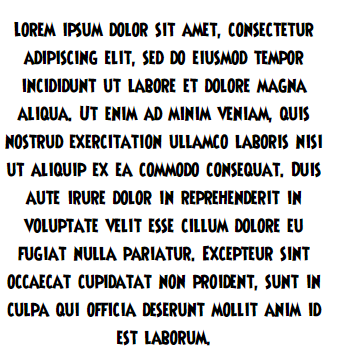 Lorem ipsum dolor sit amet, consectetur
adipiscing elit, sed do eiusmod tempor
incididunt ut labore et dolore magna
aliqua. Ut enim ad minim veniam, quis
nostrud exercitation ullamco laboris nisi
ut aliquip ex ea commodo consequat. Duis
aute irure dolor in reprehenderit in
voluptate velit esse cillum dolore eu
fugiat nulla pariatur. Excepteur sint
occaecat cupidatat non proident, sunt in
culpa qui officia deserunt mollit anim id
est laborum.